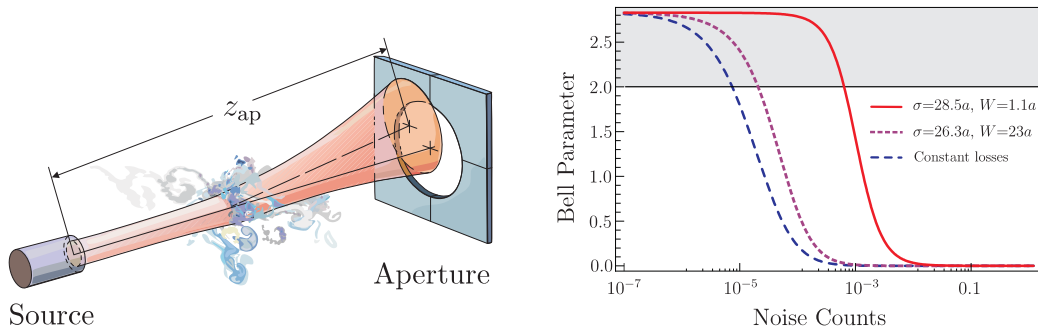 z_ap
Source
Aperture
Bell Parameter
2.5
2.0
1.5
1.0
0.5
0.0
σ=28.5a, W=1.1a
σ=26.3a, W=23a
Constant losses
10⁻⁷
10⁻⁵
10⁻³
0.1
Noise Counts